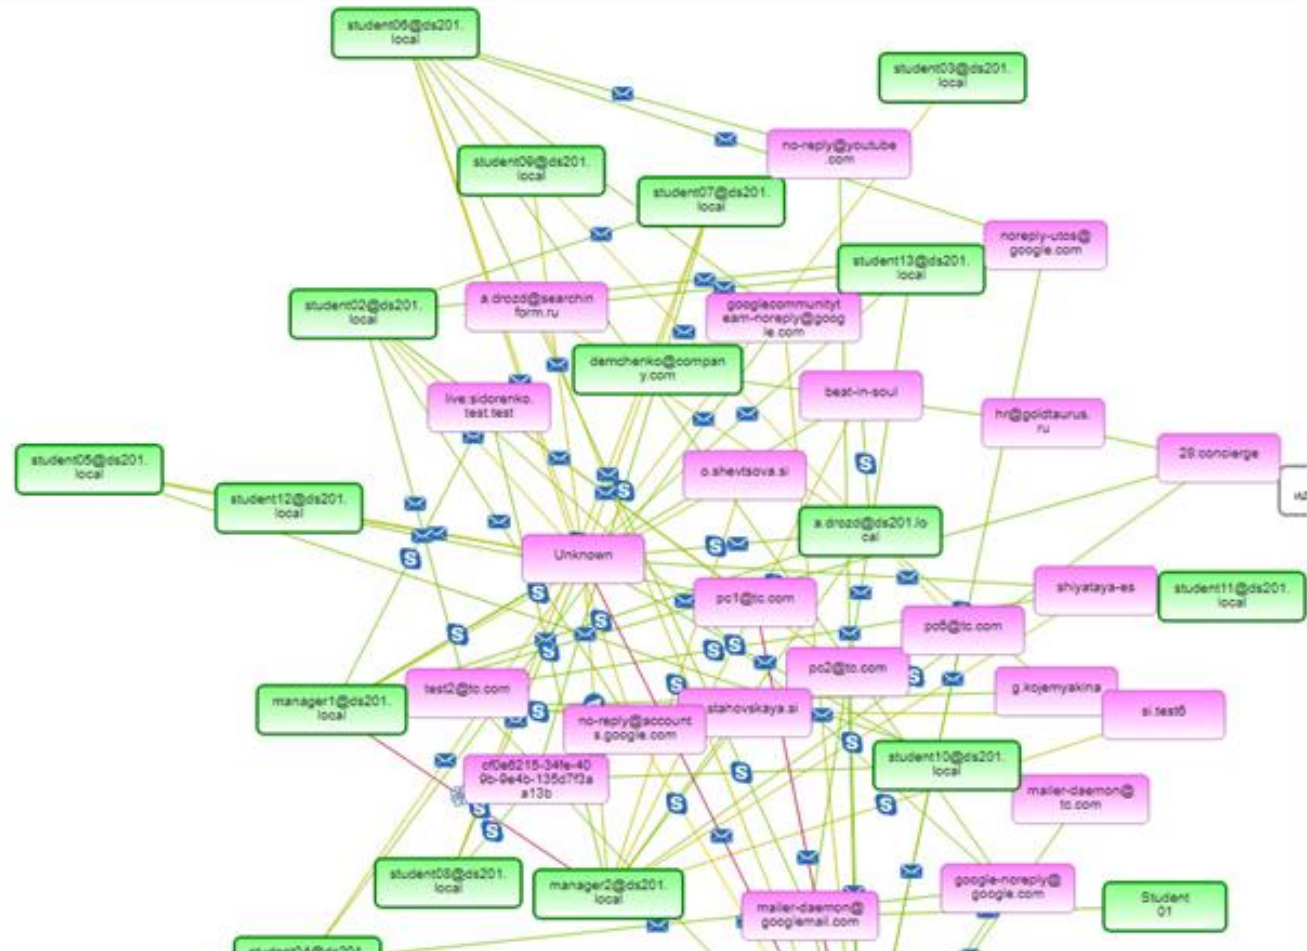 student06@ds201.
local
student03@ds201.
local
no-reply@youtube
.com
student09@ds201.
local
student07@ds201.
local
noreply-utos@
google.com
student13@ds201.
local
student02@ds201.
local
a.drozd@searchin
form.ru
googlecommunityt
eam-noreply@goog
le.com
demchenko@compan
y.com
live:sidorenko.
test.test
beat-in-soul
hr@goldtaurus.
ru
28.concierge
student05@ds201.
local
o.shevtsova.si
student12@ds201.
local
a.drozd@ds201.lo
cal
Unknown
shiyataya-es
student11@ds201.
local
pc1@tc.com
pc5@tc.com
pc2@tc.com
test2@tc.com
manager1@ds201.
local
g.kojemyakina
.stahovskaya.si
si.test6
no-reply@account
s.google.com
student10@ds201.
local
cf0e6215-34fe-40
9b-9e4b-135d7f3a
a13b
mailer-daemon@
tc.com
student08@ds201.
local
manager2@ds201.
local
google-noreply@
google.com
Student
01
mailer-daemon@
googlemail.com
student04@ds201.